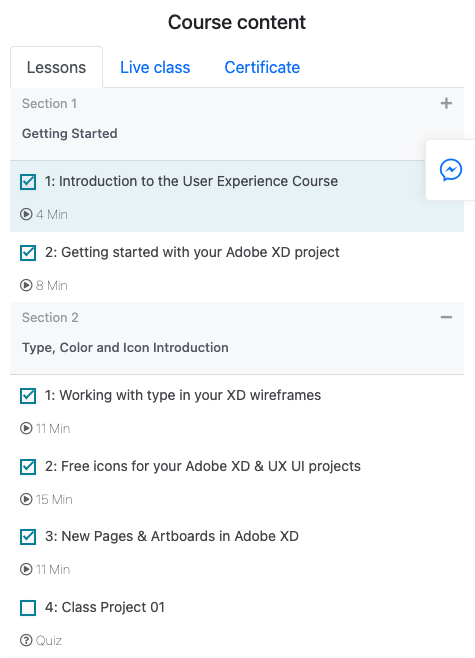 Course content
Lessons Live class Certificate
Section 1
Getting Started
1: Introduction to the User Experience Course
4 Min
2: Getting started with your Adobe XD project
8 Min
Section 2
Type, Color and Icon Introduction
1: Working with type in your XD wireframes
11 Min
2: Free icons for your Adobe XD & UX UI projects
15 Min
3: New Pages & Artboards in Adobe XD
11 Min
4: Class Project 01
Quiz